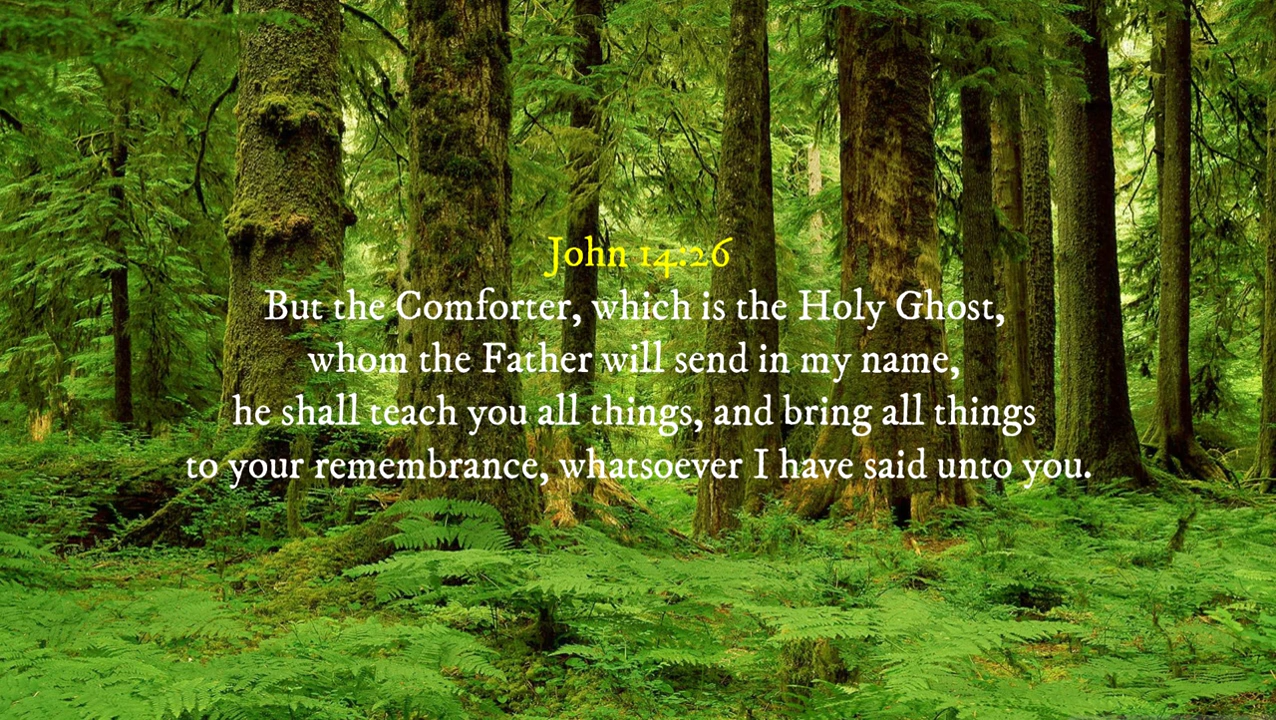 John 14:26
But the Comforter, which is the Holy Ghost,
whom the Father will send in my name,
he shall teach you all things, and bring all things
to your remembrance, whatsoever I have said unto you.